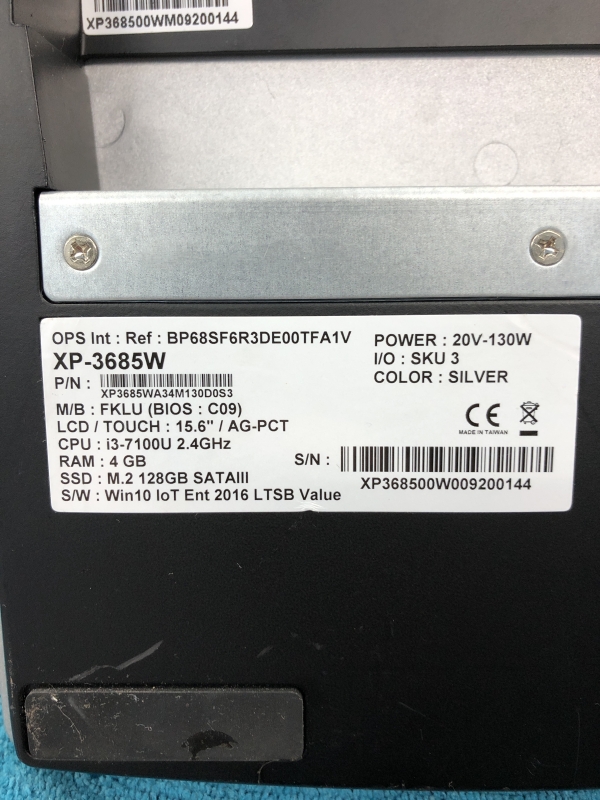 XP368500WM09200144
OPS Int : Ref : BP68SF6R3DE00TFA1V
XP-3685W
P/N :
XP3685WA34M130D0S3
M/B : FKLU (BIOS : C09)
LCD / TOUCH : 15.6" / AG-PCT
CPU : i3-7100U 2.4GHz
RAM : 4 GB
SSD : M.2 128GB SATAIII
S/W : Win10 IoT Ent 2016 LTSB Value
POWER : 20V-130W
I/O : SKU 3
COLOR : SILVER
CE
MADE IN TAIWAN
S/N :
XP368500W009200144